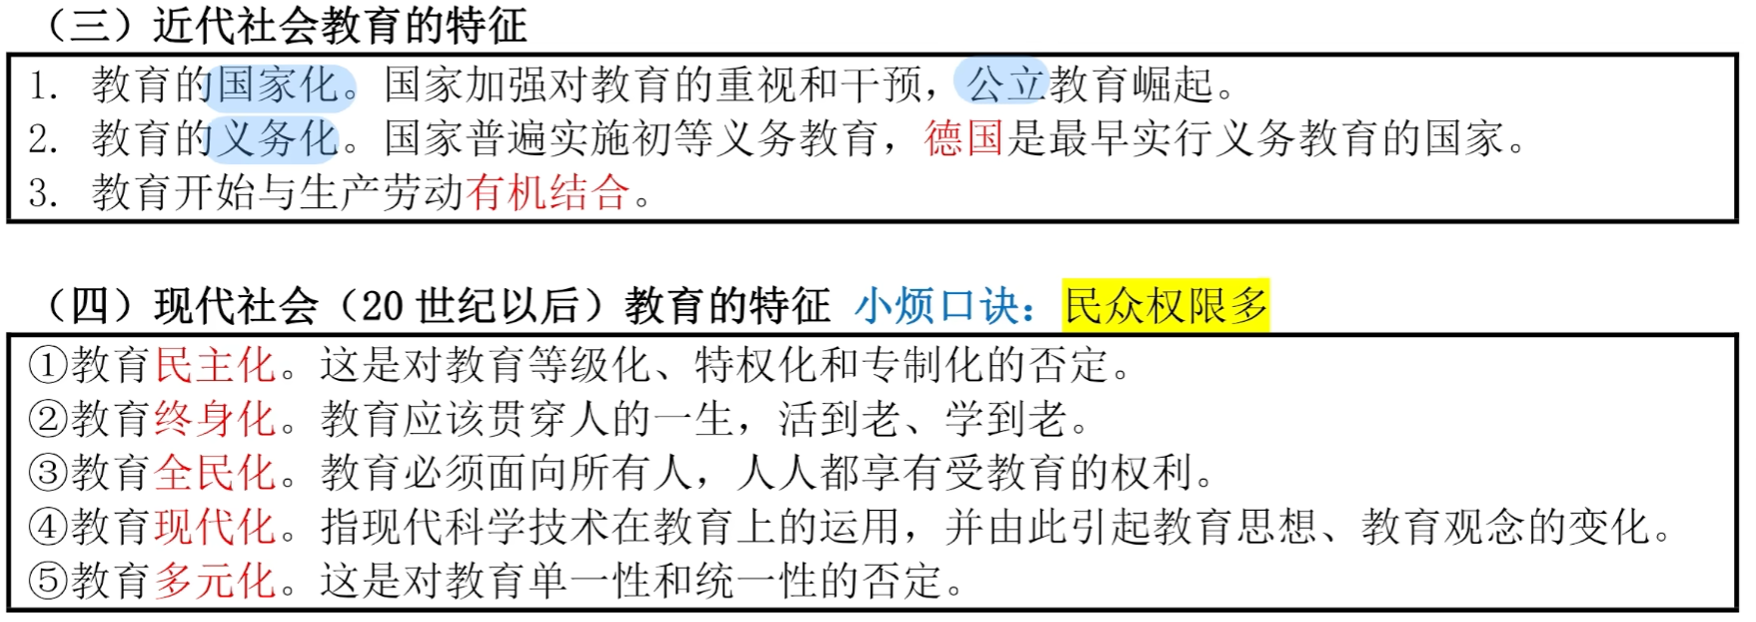 （三）近代社会教育的特征
1. 教育的国家化。国家加强对教育的重视和干预，公立教育崛起。
2. 教育的义务化。国家普遍实施初等义务教育，德国是最早实行义务教育的国家。
3. 教育开始与生产劳动有机结合。
（四）现代社会（20 世纪以后）教育的特征 小烦口诀：民众权限多
①教育民主化。这是对教育等级化、特权化和专制化的否定。
②教育终身化。教育应该贯穿人的一生，活到老、学到老。
③教育全民化。教育必须面向所有人，人人都享有受教育的权利。
④教育现代化。指现代科学技术在教育上的运用，并由此引起教育思想、教育观念的变化。
⑤教育多元化。这是对教育单一性和统一性的否定。